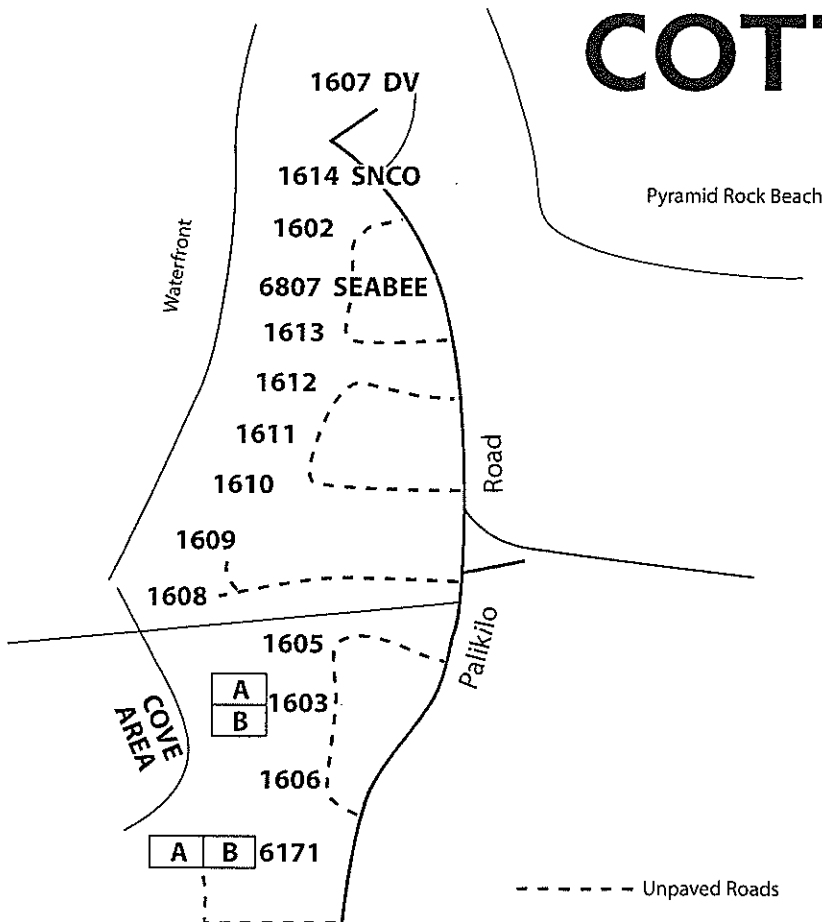 COT
1607 DV
1614 SNCO
Pyramid Rock Beach
1602
Waterfront
6807 SEABEE
1613
1612
1611
Road
1610
1609
1608
1605
Palikilo
A
1603
B
COVE
AREA
1606
A B 6171
Unpaved Roads